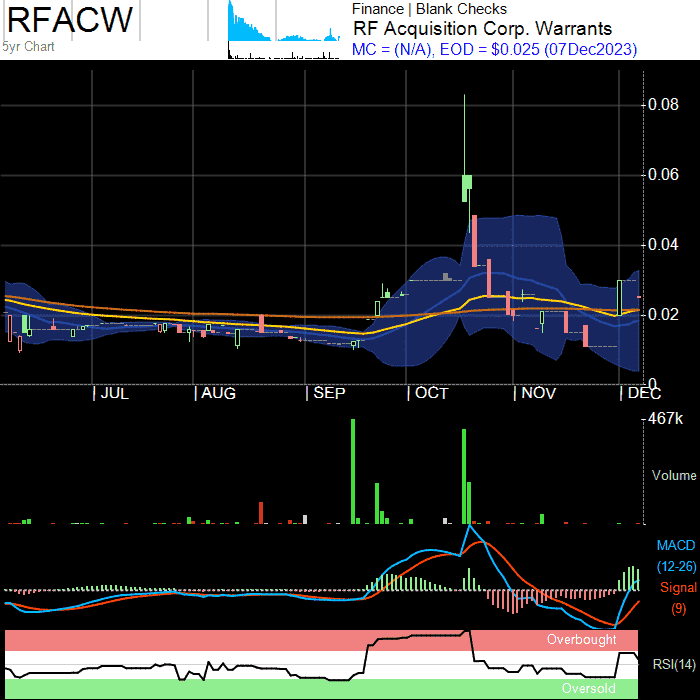 RFACW
5yr Chart
Finance | Blank Checks
RF Acquisition Corp. Warrants
MC = (N/A), EOD = $0.025 (07Dec2023)
0.08
0.06
0.04
0.02
0
| JUL | AUG | SEP | OCT | NOV | DEC
467k
Volume
MACD
(12-26)
Signal
(9)
Overbought
RSI(14)
Oversold